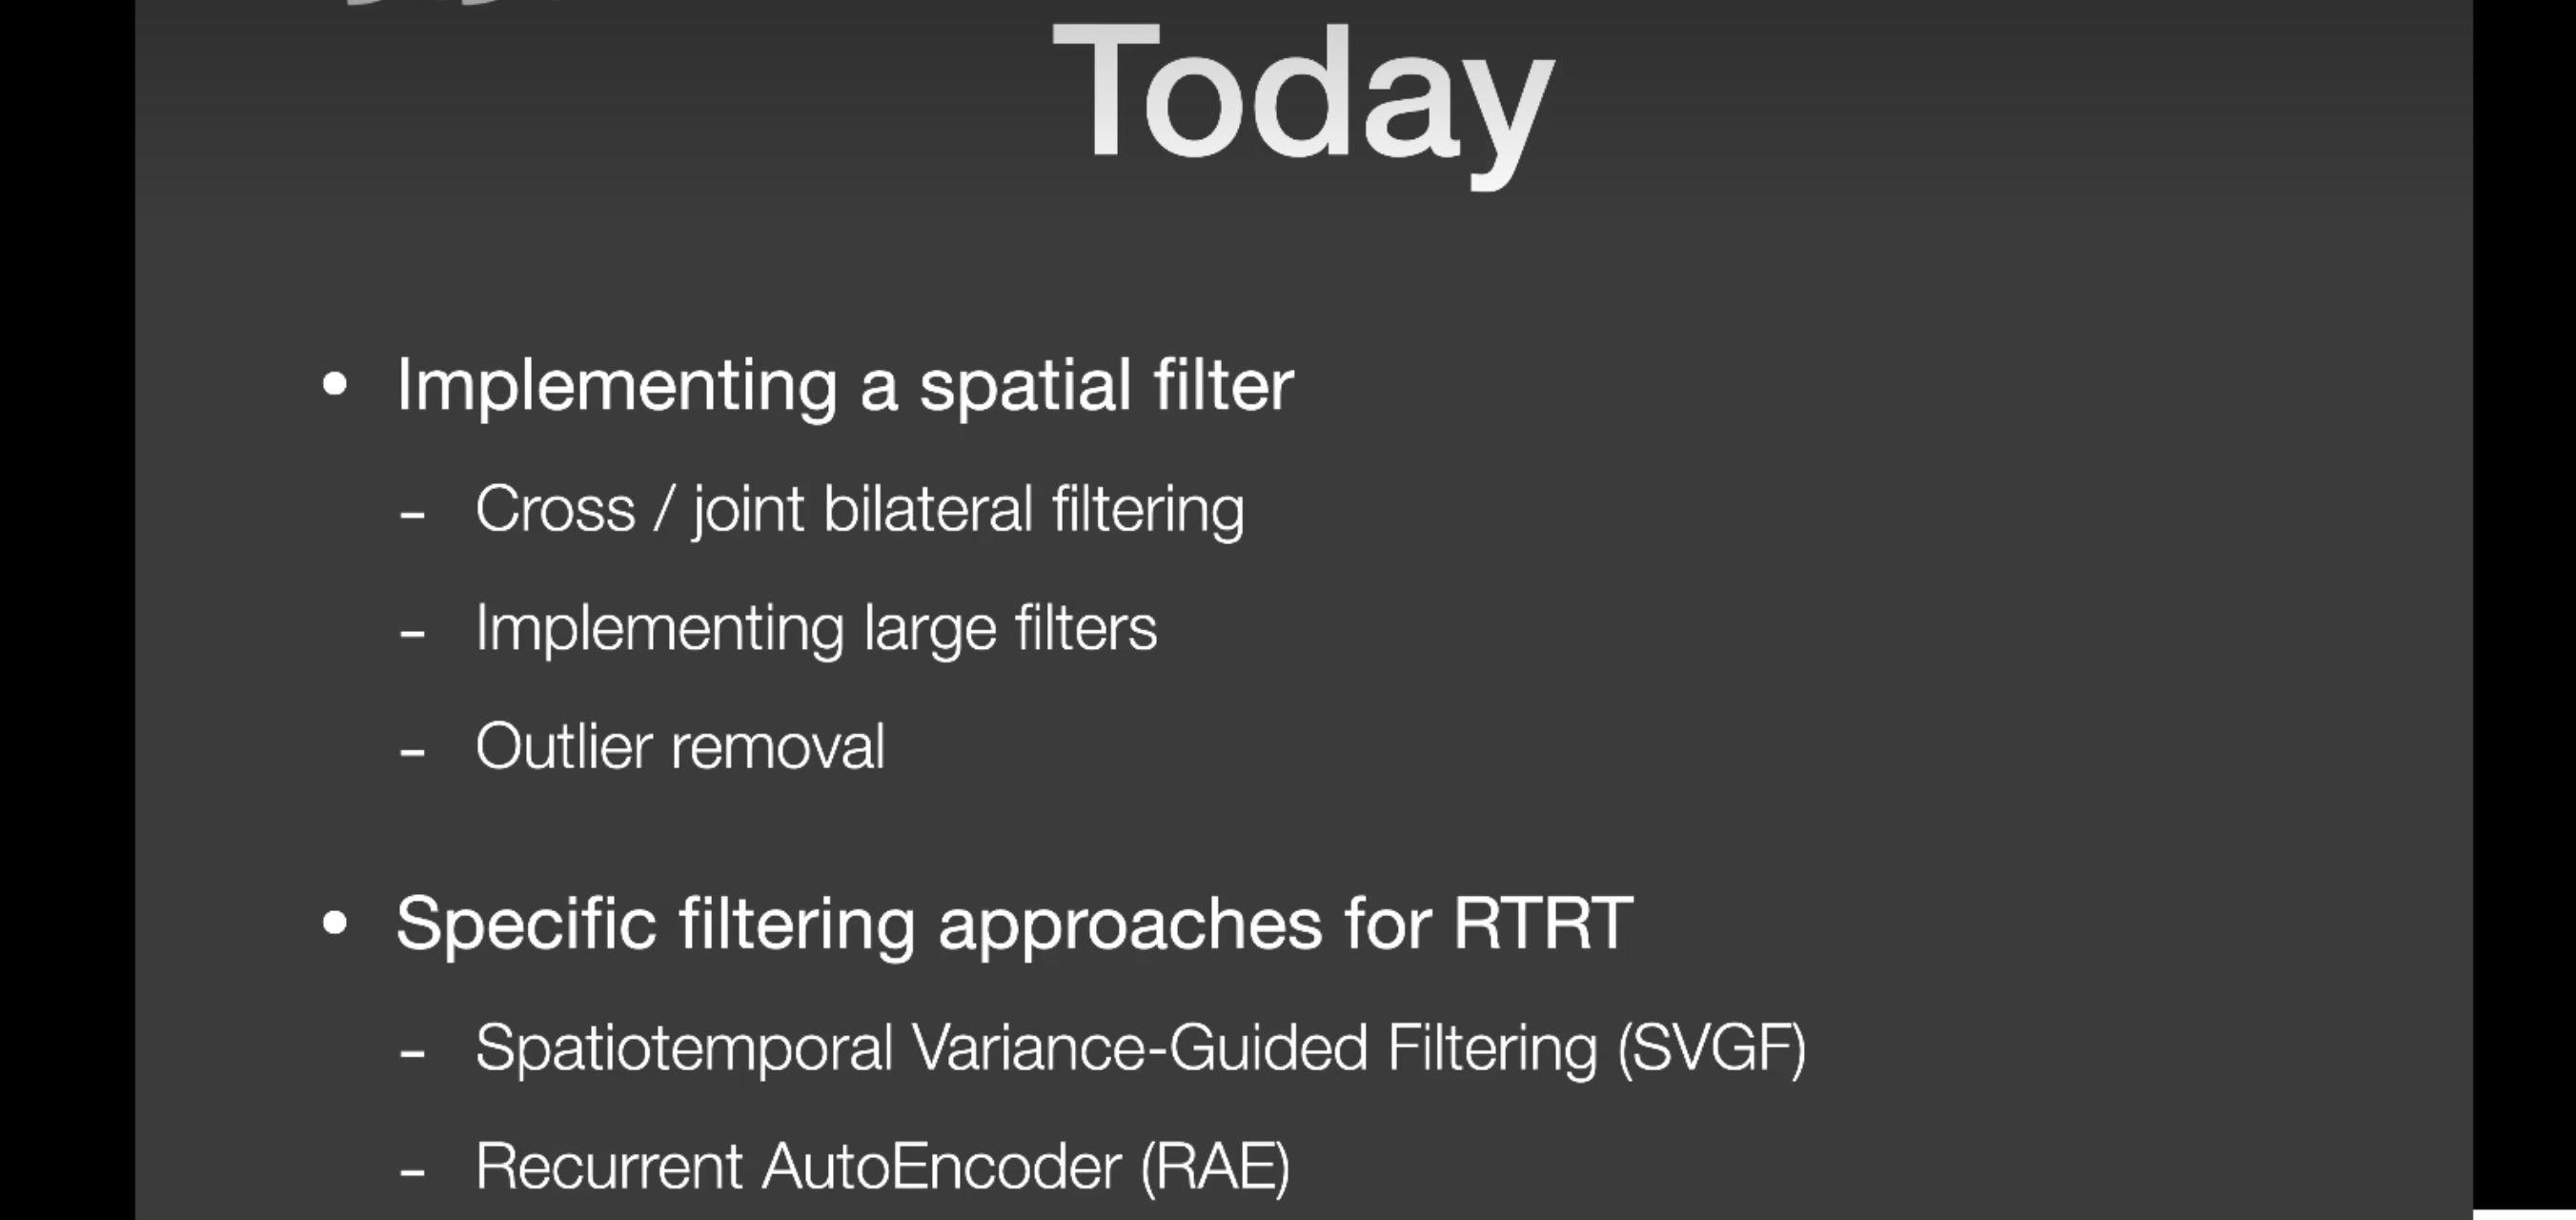 Today
• Implementing a spatial filter
- Cross / joint bilateral filtering
- Implementing large filters
- Outlier removal
• Specific filtering approaches for RTRT
- Spatiotemporal Variance-Guided Filtering (SVGF)
- Recurrent AutoEncoder (RAE)